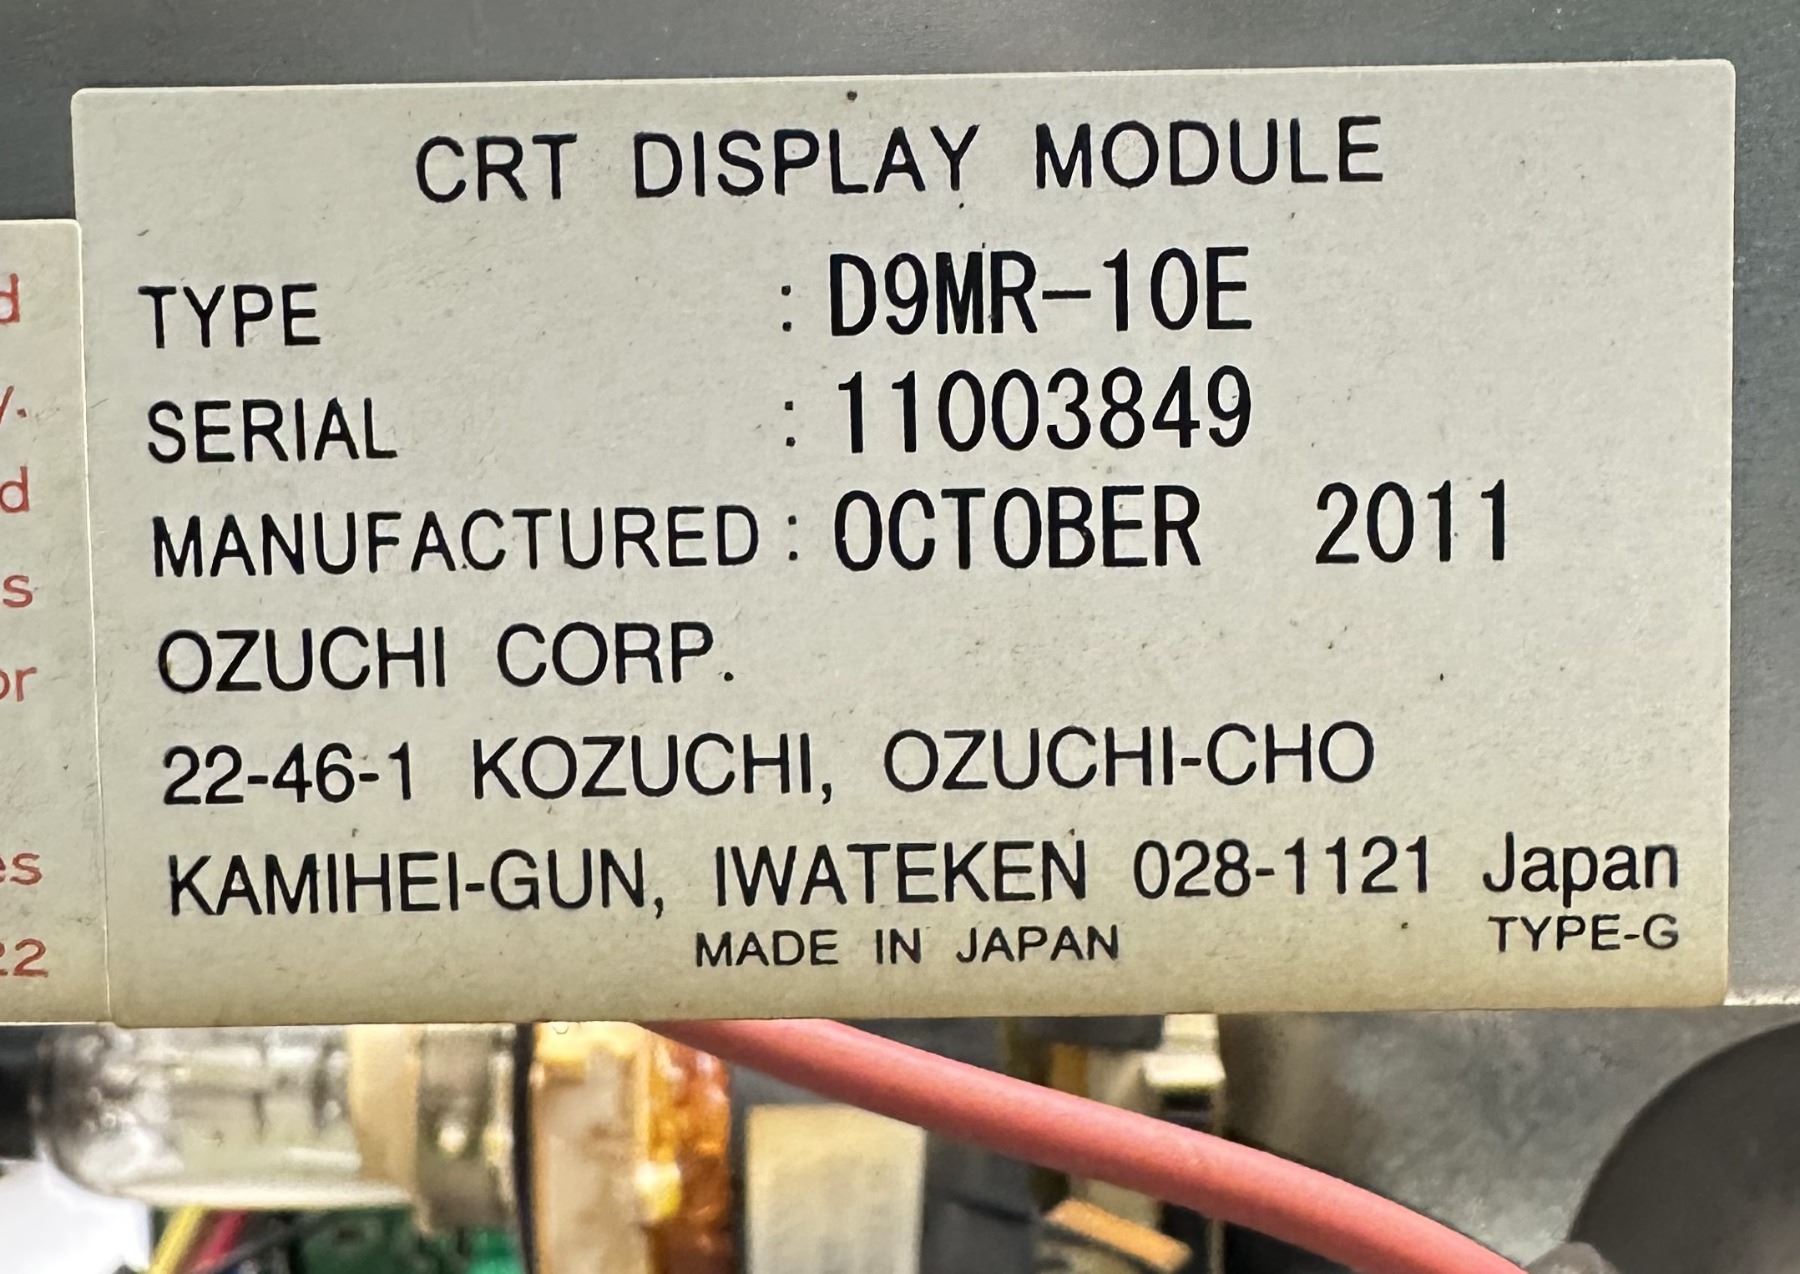 CRT DISPLAY MODULE
TYPE : D9MR-10E
SERIAL : 11003849
MANUFACTURED : OCTOBER 2011
OZUCHI CORP.
22-46-1 KOZUCHI, OZUCHI-CHO
KAMIHEI-GUN, IWATEKEN 028-1121 Japan
MADE IN JAPAN TYPE-G